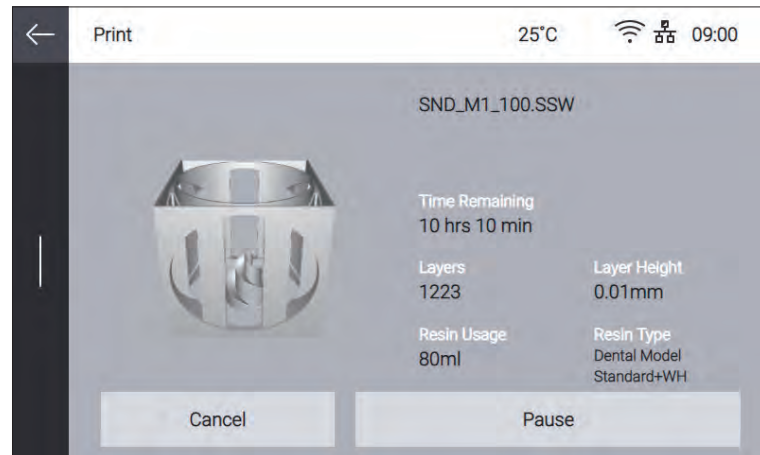 Print 25°C 09:00
SND_M1_100.SSW
Time Remaining
10 hrs 10 min
Layers Layer Height
1223 0.01mm
Resin Usage Resin Type
80ml Dental Model
Standard+WH
Cancel Pause